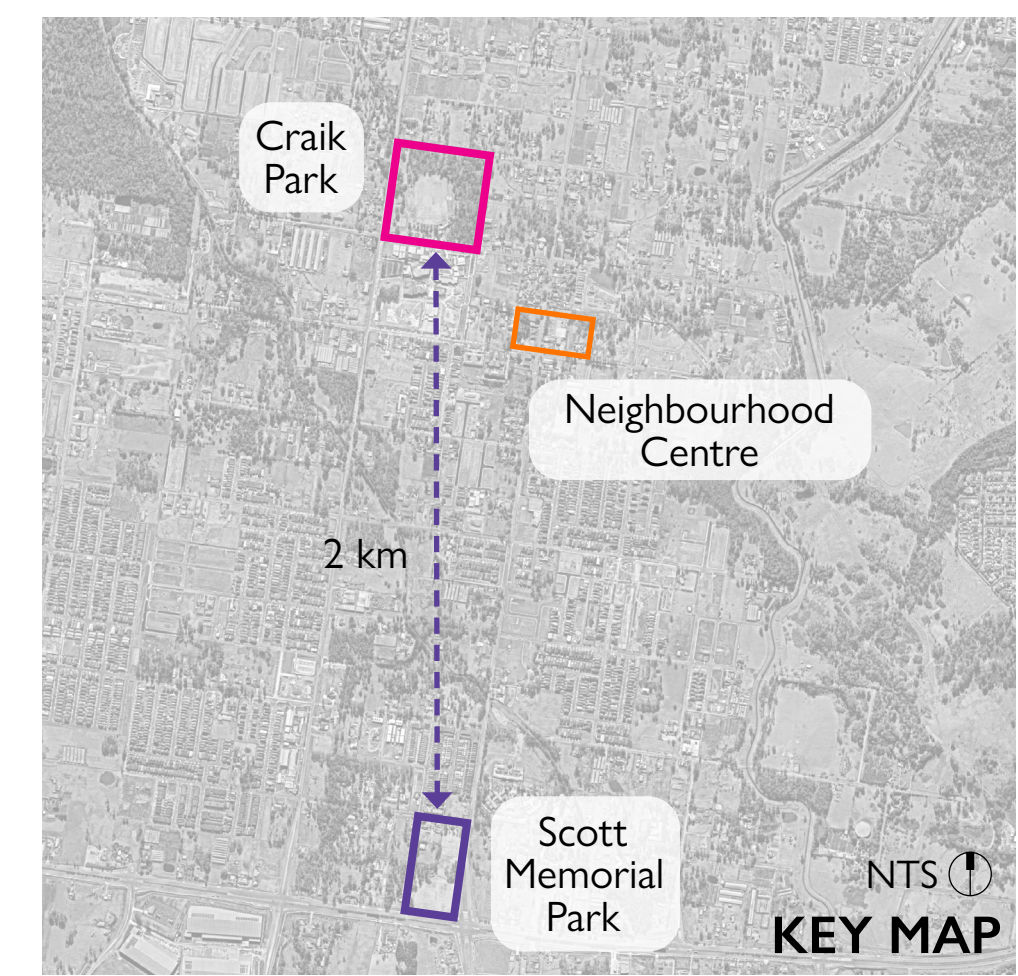 Craik
Park
Neighbourhood
Centre
2 km
Scott
Memorial
Park
NTS
KEY MAP